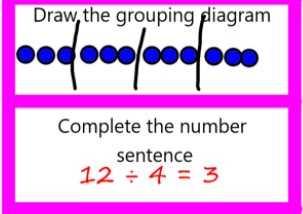 Draw the grouping diagram
Complete the number
sentence
12 ÷ 4 = 3